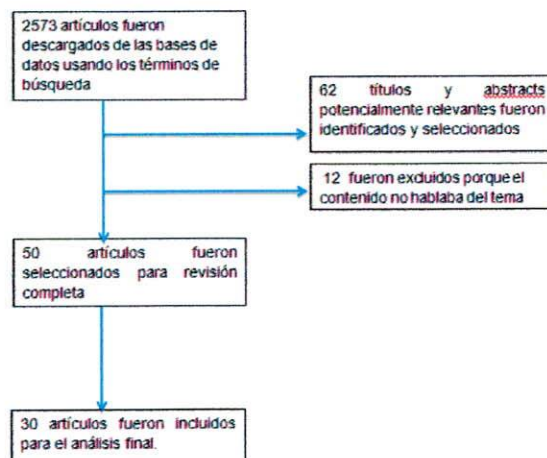 2573 artículos fueron
descargados de las bases de
datos usando los términos de
búsqueda
62 títulos y abstracts
potencialmente relevantes fueron
identificados y seleccionados
12 fueron excluidos porque el
contenido no hablaba del tema
50 artículos fueron
seleccionados para revisión
completa
30 artículos fueron incluidos
para el análisis final.